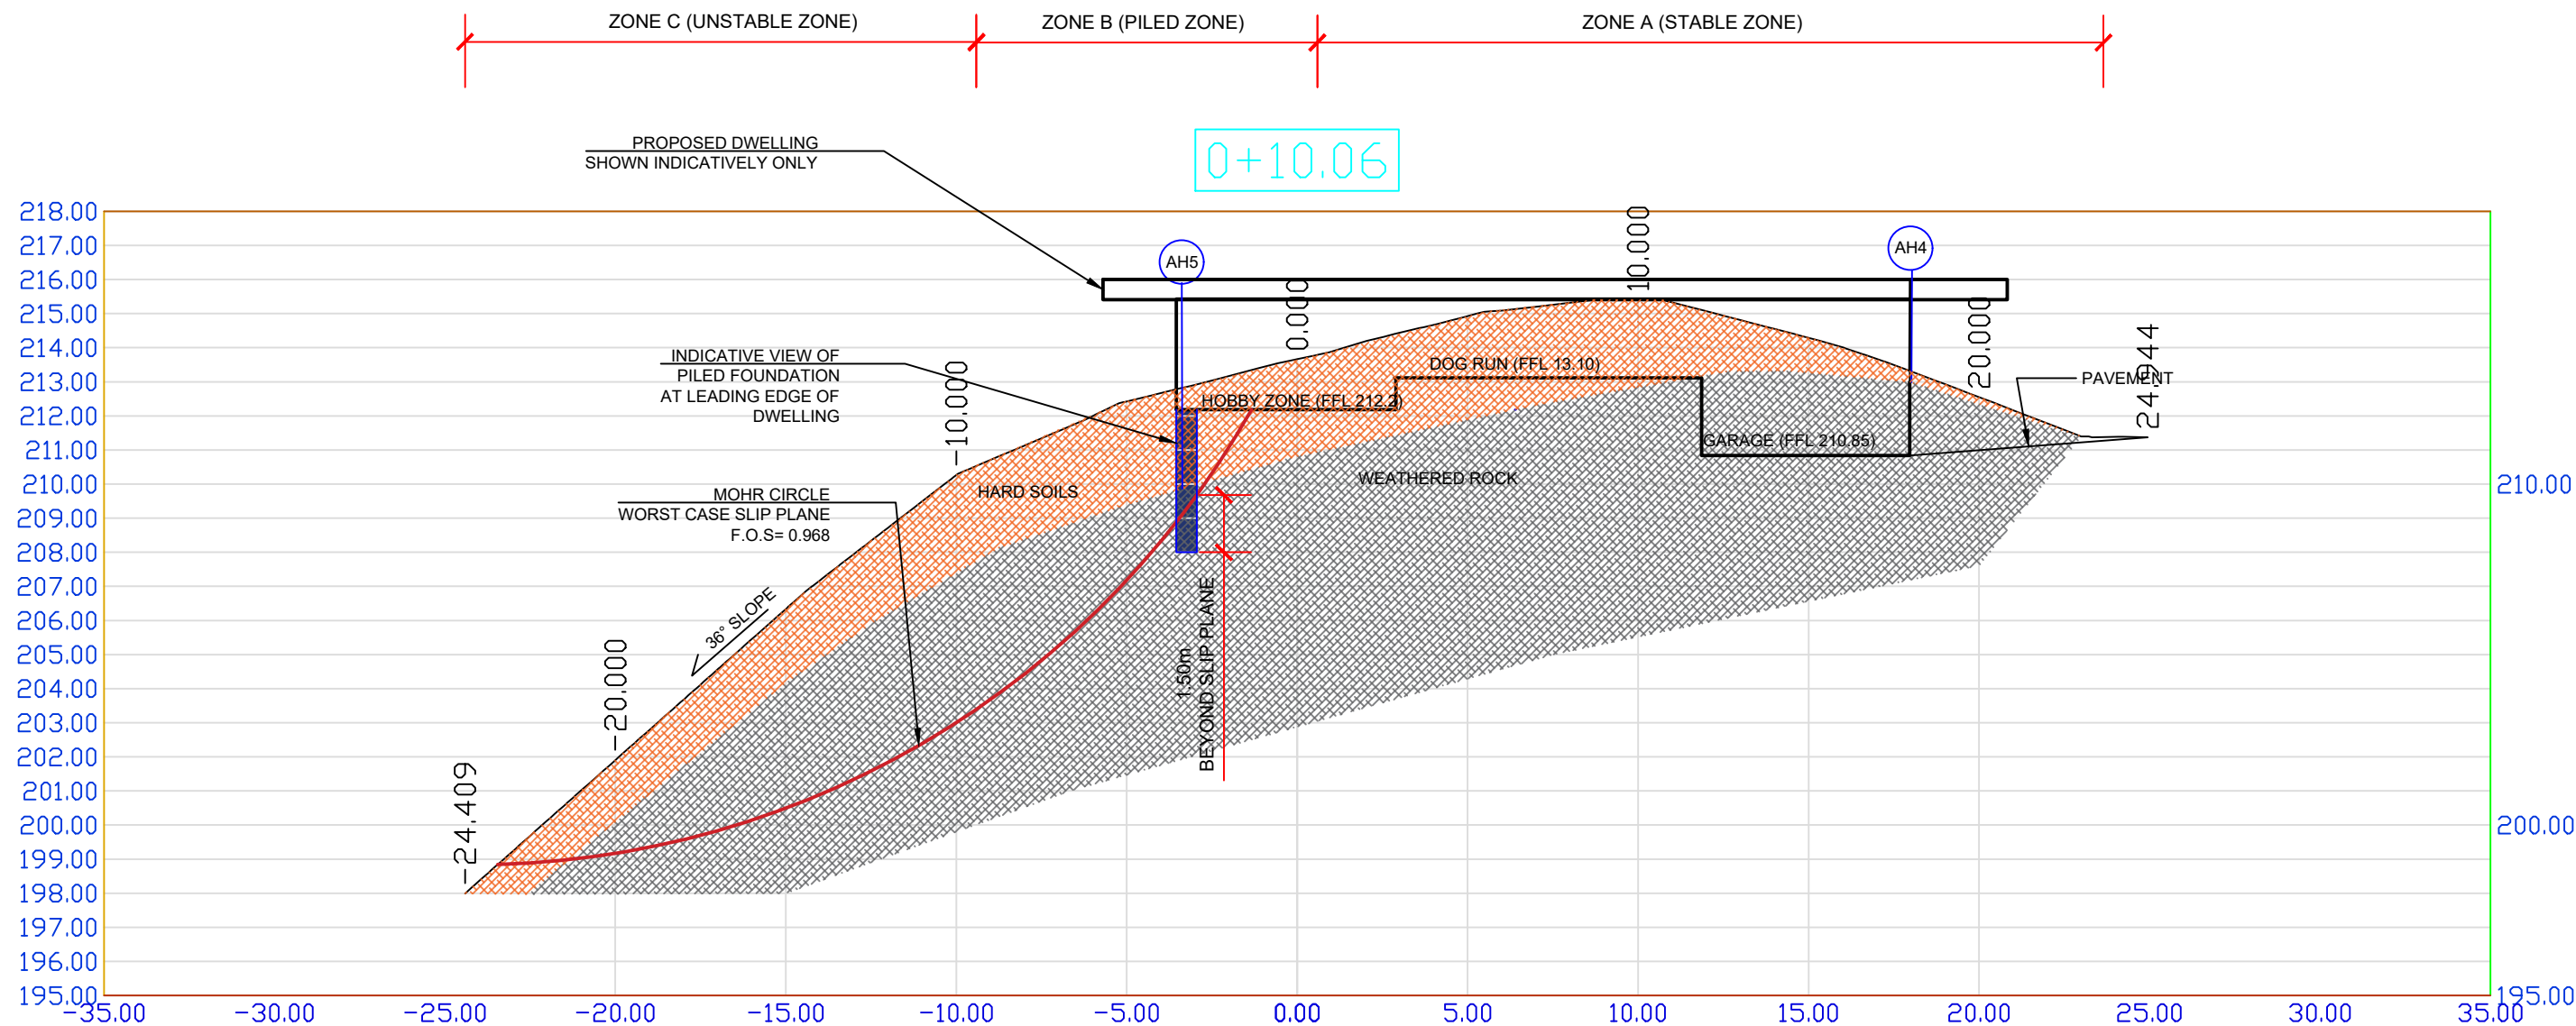 ZONE C (UNSTABLE ZONE)
ZONE B (PILED ZONE)
ZONE A (STABLE ZONE)
PROPOSED DWELLING
SHOWN INDICATIVELY ONLY
0+10.06
218.00
217.00
216.00
215.00
214.00
213.00
212.00
211.00
210.00
209.00
208.00
207.00
206.00
205.00
204.00
203.00
202.00
201.00
200.00
199.00
198.00
197.00
196.00
195.00
AH5
AH4
INDICATIVE VIEW OF
PILED FOUNDATION
AT LEADING EDGE OF
DWELLING
-24.409
-20.000
-10.000
0.000
10.000
20.000
24.944
DOG RUN (FFL 13.10)
HOBBY ZONE (FFL 212.2)
GARAGE (FFL 210.85)
PAVEMENT
HARD SOILS
WEATHERED ROCK
MOHR CIRCLE
WORST CASE SLIP PLANE
F.O.S= 0.968
36° SLOPE
1.50m
BEYOND SLIP PLANE
210.00
200.00
195.00
-35.00
-30.00
-25.00
-20.00
-15.00
-10.00
-5.00
0.00
5.00
10.00
15.00
20.00
25.00
30.00
35.00